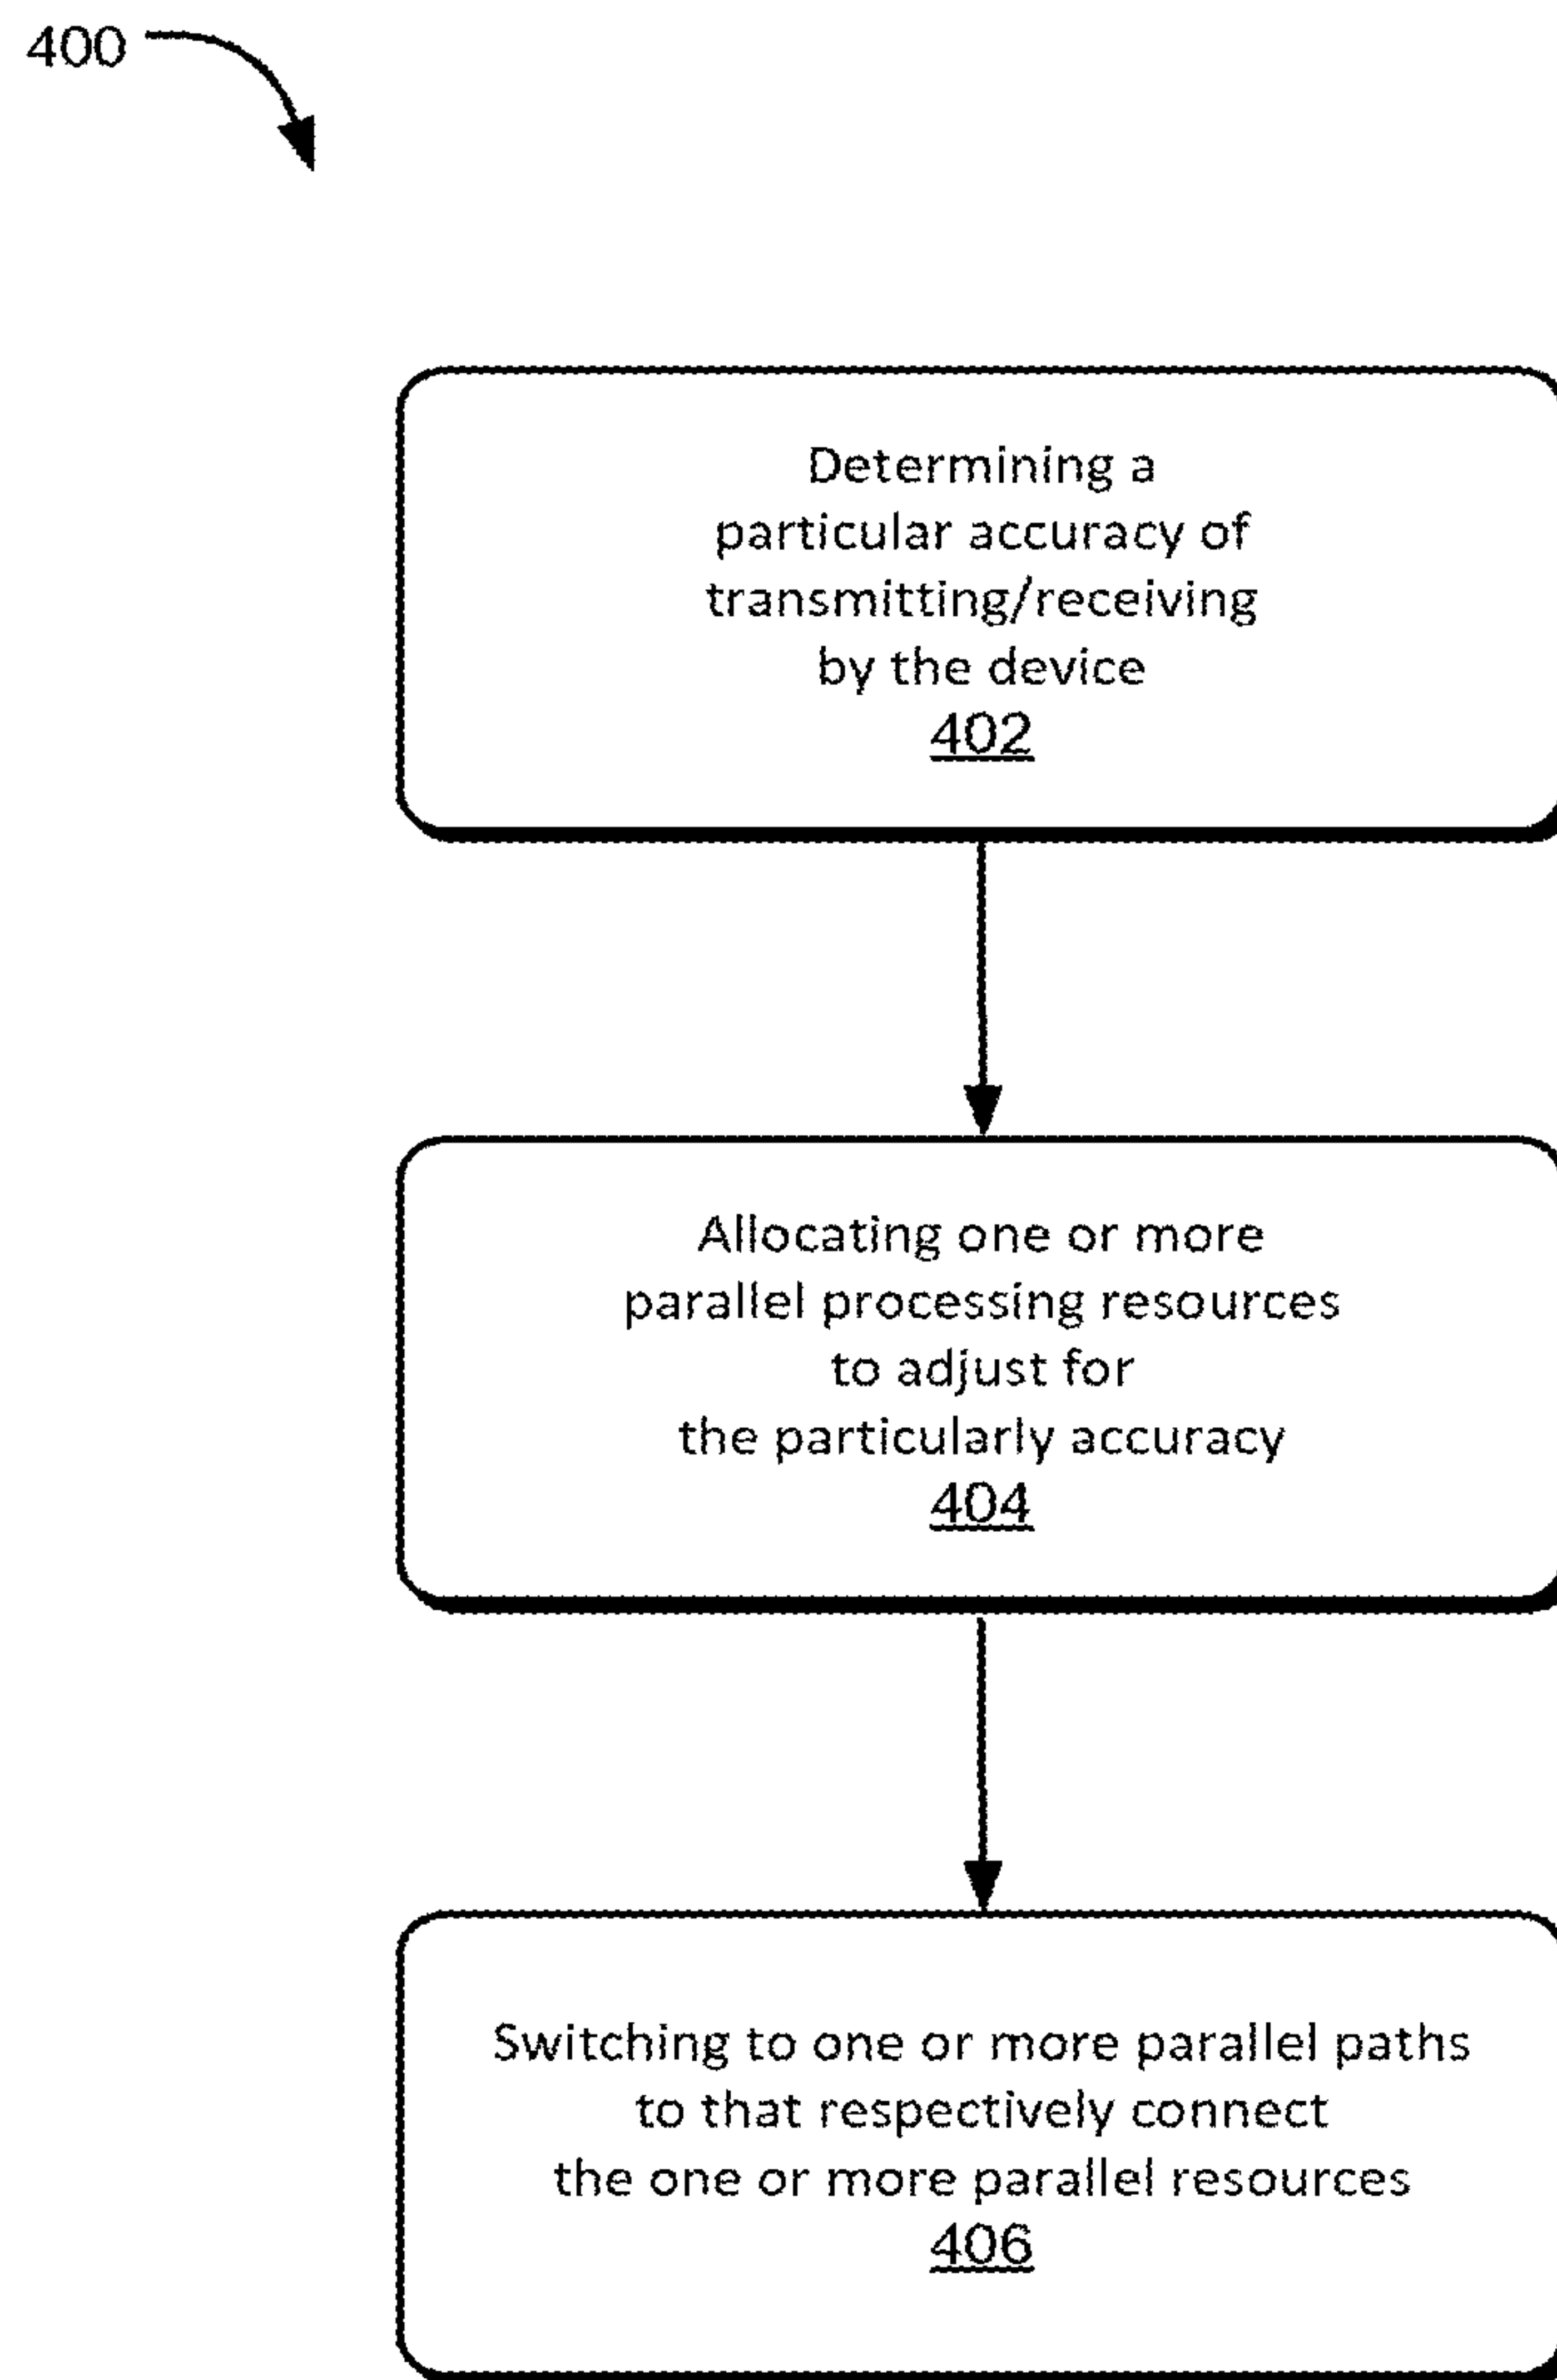 400
Determining a
particular accuracy of
transmitting/receiving
by the device
402
Allocating one or more
parallel processing resources
to adjust for
the particularly accuracy
404
Switching to one or more parallel paths
to that respectively connect
the one or more parallel resources
406